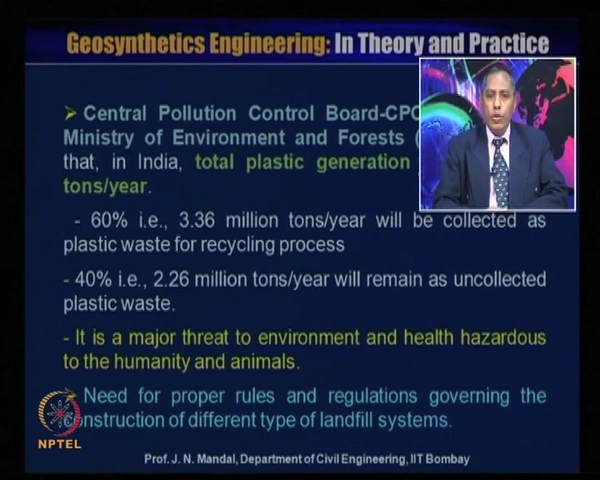 Geosynthetics Engineering: In Theory and Practice
➢ Central Pollution Control Board-CPC
Ministry of Environment and Forests (
that, in India, total plastic generation
tons/year.
- 60% i.e., 3.36 million tons/year will be collected as
plastic waste for recycling process
- 40% i.e., 2.26 million tons/year will remain as uncollected
plastic waste.
- It is a major threat to environment and health hazardous
to the humanity and animals.
Need for proper rules and regulations governing the
construction of different type of landfill systems.
NPTEL
Prof. J. N. Mandal, Department of Civil Engineering, IIT Bombay